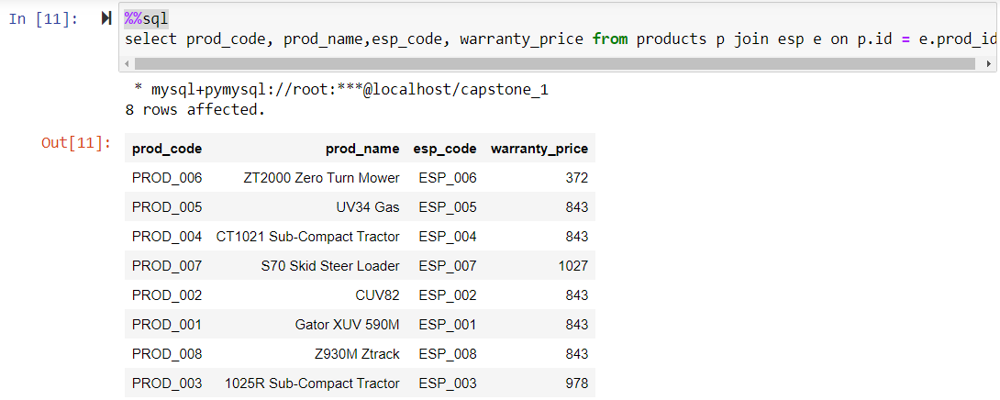 In [11]:
%%sql
select prod_code, prod_name,esp_code, warranty_price from products p join esp e on p.id = e.prod_id
* mysql+pymysql://root:***@localhost/capstone_1
8 rows affected.
Out[11]:
prod_code prod_name esp_code warranty_price
PROD_006 ZT2000 Zero Turn Mower ESP_006 372
PROD_005 UV34 Gas ESP_005 843
PROD_004 CT1021 Sub-Compact Tractor ESP_004 843
PROD_007 S70 Skid Steer Loader ESP_007 1027
PROD_002 CUV82 ESP_002 843
PROD_001 Gator XUV 590M ESP_001 843
PROD_008 Z930M Ztrack ESP_008 843
PROD_003 1025R Sub-Compact Tractor ESP_003 978